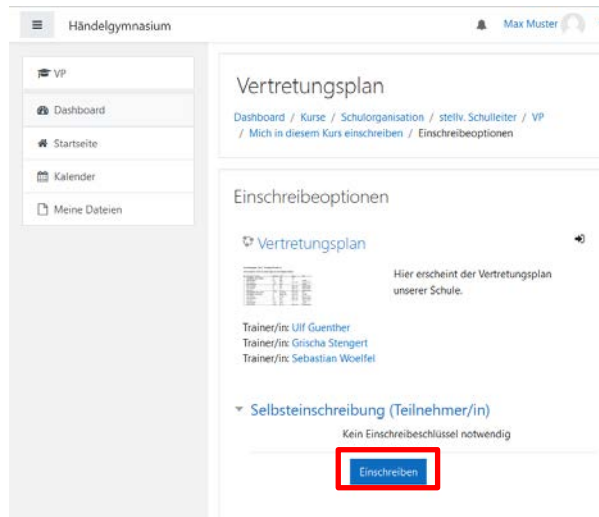 Händelgymnasium
Max Muster
VP
Dashboard
Startseite
Kalender
Meine Dateien
Vertretungsplan
Dashboard / Kurse / Schulorganisation / stellv. Schulleiter / VP
/ Mich in diesem Kurs einschreiben / Einschreibeoptionen
Einschreibeoptionen
Vertretungsplan
Hier erscheint der Vertretungsplan
unserer Schule.
Trainer/in: Ulf Guenther
Trainer/in: Grischa Stengert
Trainer/in: Sebastian Woelfel
Selbsteinschreibung (Teilnehmer/in)
Kein Einschreibeschlüssel notwendig
Einschreiben